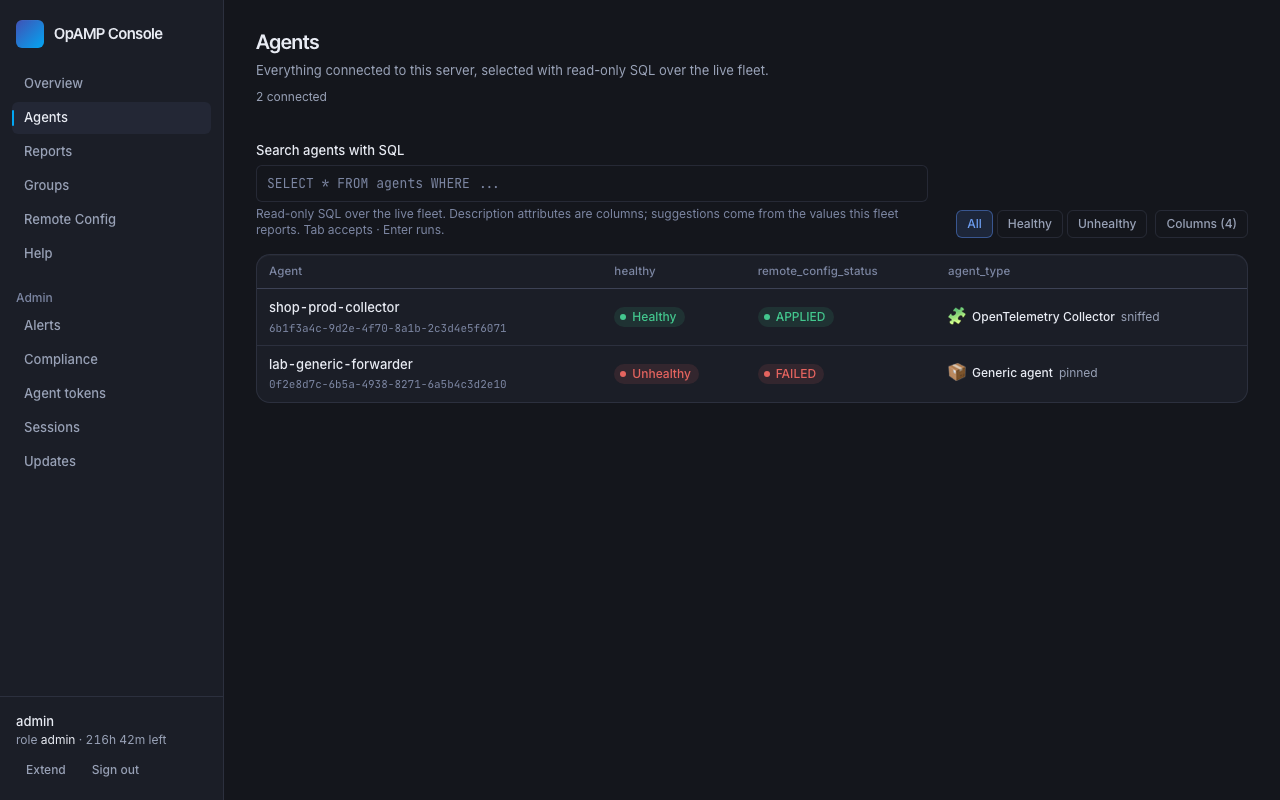 OpAMP Console
Overview
Agents
Reports
Groups
Remote Config
Help
Admin
Alerts
Compliance
Agent tokens
Sessions
Updates
admin
role admin · 216h 42m left
Extend Sign out
Agents
Everything connected to this server, selected with read-only SQL over the live fleet.
2 connected
Search agents with SQL
SELECT * FROM agents WHERE ...
Read-only SQL over the live fleet. Description attributes are columns; suggestions come from the values this fleet
reports. Tab accepts · Enter runs.
All Healthy Unhealthy Columns (4)
Agent healthy remote_config_status agent_type
shop-prod-collector
6b1f3a4c-9d2e-4f70-8a1b-2c3d4e5f6071
Healthy APPLIED OpenTelemetry Collector sniffed
lab-generic-forwarder
0f2e8d7c-6b5a-4938-8271-6a5b4c3d2e10
Unhealthy FAILED Generic agent pinned